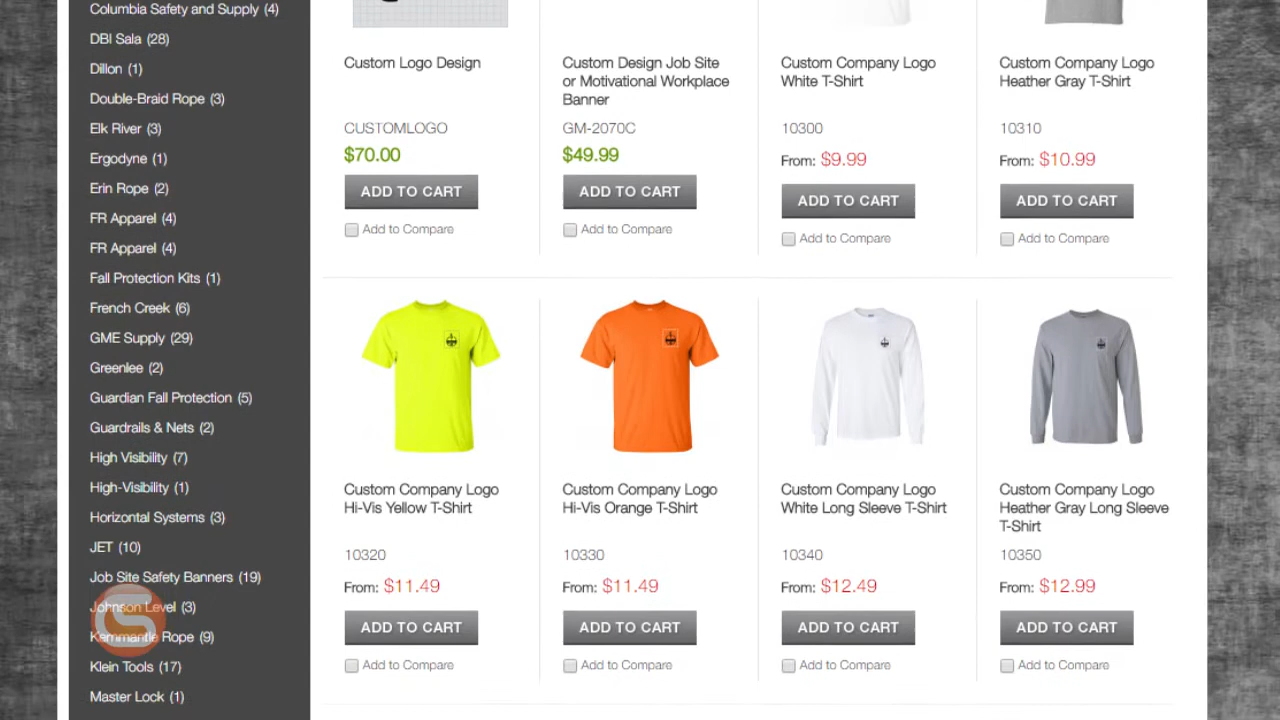 Columbia Safety and Supply (4)
DBI Sala (28)
Dillon (1)
Double-Braid Rope (3)
Elk River (3)
Ergodyne (1)
Erin Rope (2)
FR Apparel (4)
FR Apparel (4)
Fall Protection Kits (1)
French Creek (6)
GME Supply (29)
Greenlee (2)
Guardian Fall Protection (5)
Guardrails & Nets (2)
High Visibility (7)
High-Visibility (1)
Horizontal Systems (3)
JET (10)
Job Site Safety Banners (19)
Johnson Level (3)
Kernmantle Rope (9)
Klein Tools (17)
Master Lock (1)
Custom Logo Design
CUSTOMLOGO
$70.00
ADD TO CART
Add to Compare
Custom Design Job Site
or Motivational Workplace
Banner
GM-2070C
$49.99
ADD TO CART
Add to Compare
Custom Company Logo
White T-Shirt
10300
From: $9.99
ADD TO CART
Add to Compare
Custom Company Logo
Heather Gray T-Shirt
10310
From: $10.99
ADD TO CART
Add to Compare
Custom Company Logo
Hi-Vis Yellow T-Shirt
10320
From: $11.49
ADD TO CART
Add to Compare
Custom Company Logo
Hi-Vis Orange T-Shirt
10330
From: $11.49
ADD TO CART
Add to Compare
Custom Company Logo
White Long Sleeve T-Shirt
10340
From: $12.49
ADD TO CART
Add to Compare
Custom Company Logo
Heather Gray Long Sleeve
T-Shirt
10350
From: $12.99
ADD TO CART
Add to Compare